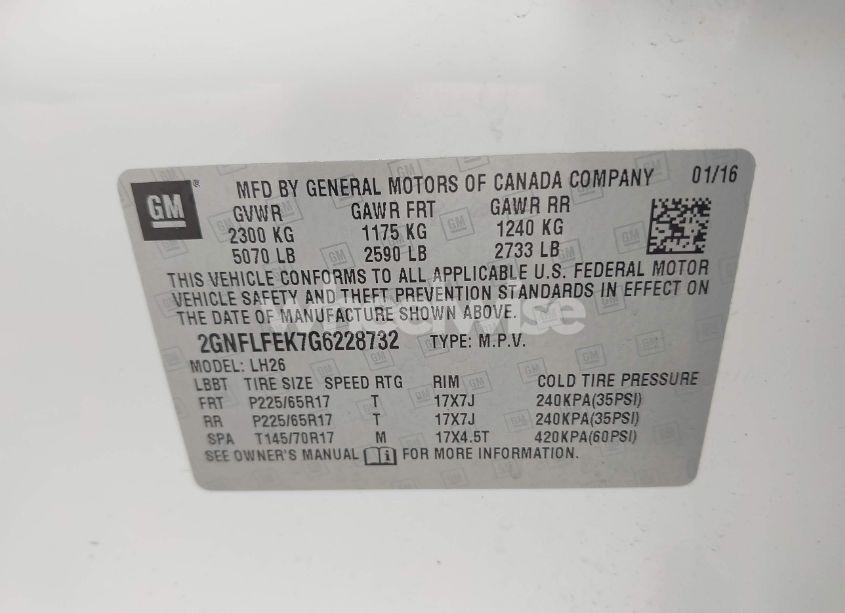 GM ® MFD BY GENERAL MOTORS OF CANADA COMPANY 01/16
GVWR GAWR FRT GAWR RR
2300 KG 1175 KG 1240 KG
5070 LB 2590 LB 2733 LB
THIS VEHICLE CONFORMS TO ALL APPLICABLE U.S. FEDERAL MOTOR
VEHICLE SAFETY AND THEFT PREVENTION STANDARDS IN EFFECT ON
THE DATE OF MANUFACTURE SHOWN ABOVE.
wheelwise
2GNFLFEK7G6228732 TYPE: M.P.V.
MODEL: LH26
LBBT TIRE SIZE SPEED RTG RIM COLD TIRE PRESSURE
FRT P225/65R17 T 17X7J 240KPA(35PSI)
RR P225/65R17 T 17X7J 240KPA(35PSI)
SPA T145/70R17 M 17X4.5T 420KPA(60PSI)
SEE OWNER'S MANUAL FOR MORE INFORMATION.